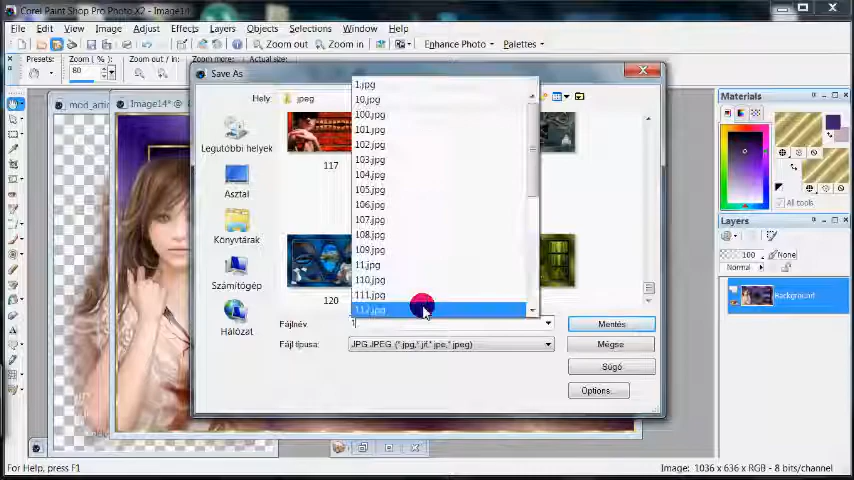 Corel Paint Shop Pro Photo X2 - Image14
File Edit View Image Adjust Effects Layers Objects Selections Window Help
Zoom out Zoom in Enhance Photo Palettes
Presets: Zoom ( % ): Zoom out / in: Zoom more: Actual size:
80
Image14*
Save As
Hely jpeg
Legutóbbi helyek
Asztal
Könyvtárak
Számítógép
Hálózat
117
120
1.jpg
10.jpg
100.jpg
101.jpg
102.jpg
103.jpg
104.jpg
105.jpg
106.jpg
107.jpg
108.jpg
109.jpg
11.jpg
110.jpg
111.jpg
112.jpg
Fájlnév: 1
Fájl típusa: JPG JPEG (*.jpg,*.jif,*.jpe,*.jpeg)
Mentés
Mégse
Súgó
Options...
Materials
All tools
Layers
100 None
Normal
Background
For Help, press F1
Image: 1036 x 636 x RGB - 8 bits/channel